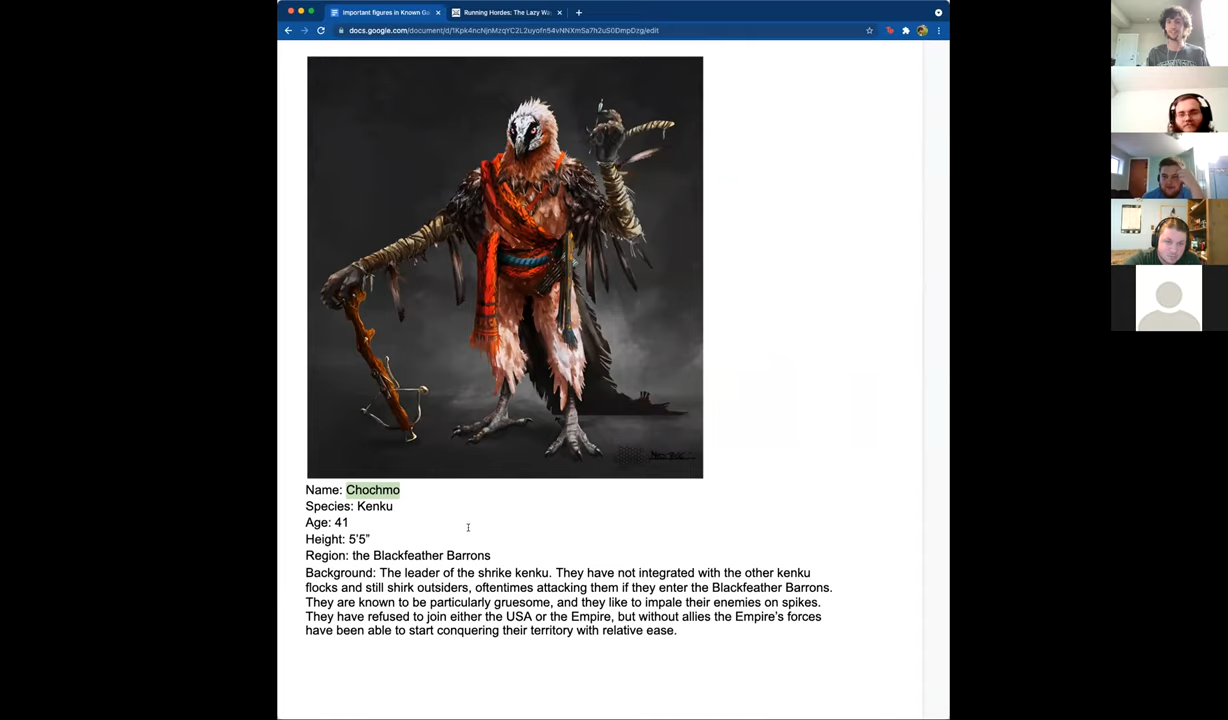 Important figures in Known Ga
Running Hordes: The Lazy Wa
docs.google.com/document/d/1Kpk4ncNjnMzqYC2L2uyofn54vNNXmSa7h2uS0DmpDzg/edit
Name: Chochmo
Species: Kenku
Age: 41
Height: 5'5”
Region: the Blackfeather Barrons
Background: The leader of the shrike kenku. They have not integrated with the other kenku
flocks and still shirk outsiders, oftentimes attacking them if they enter the Blackfeather Barrons.
They are known to be particularly gruesome, and they like to impale their enemies on spikes.
They have refused to join either the USA or the Empire, but without allies the Empire’s forces
have been able to start conquering their territory with relative ease.